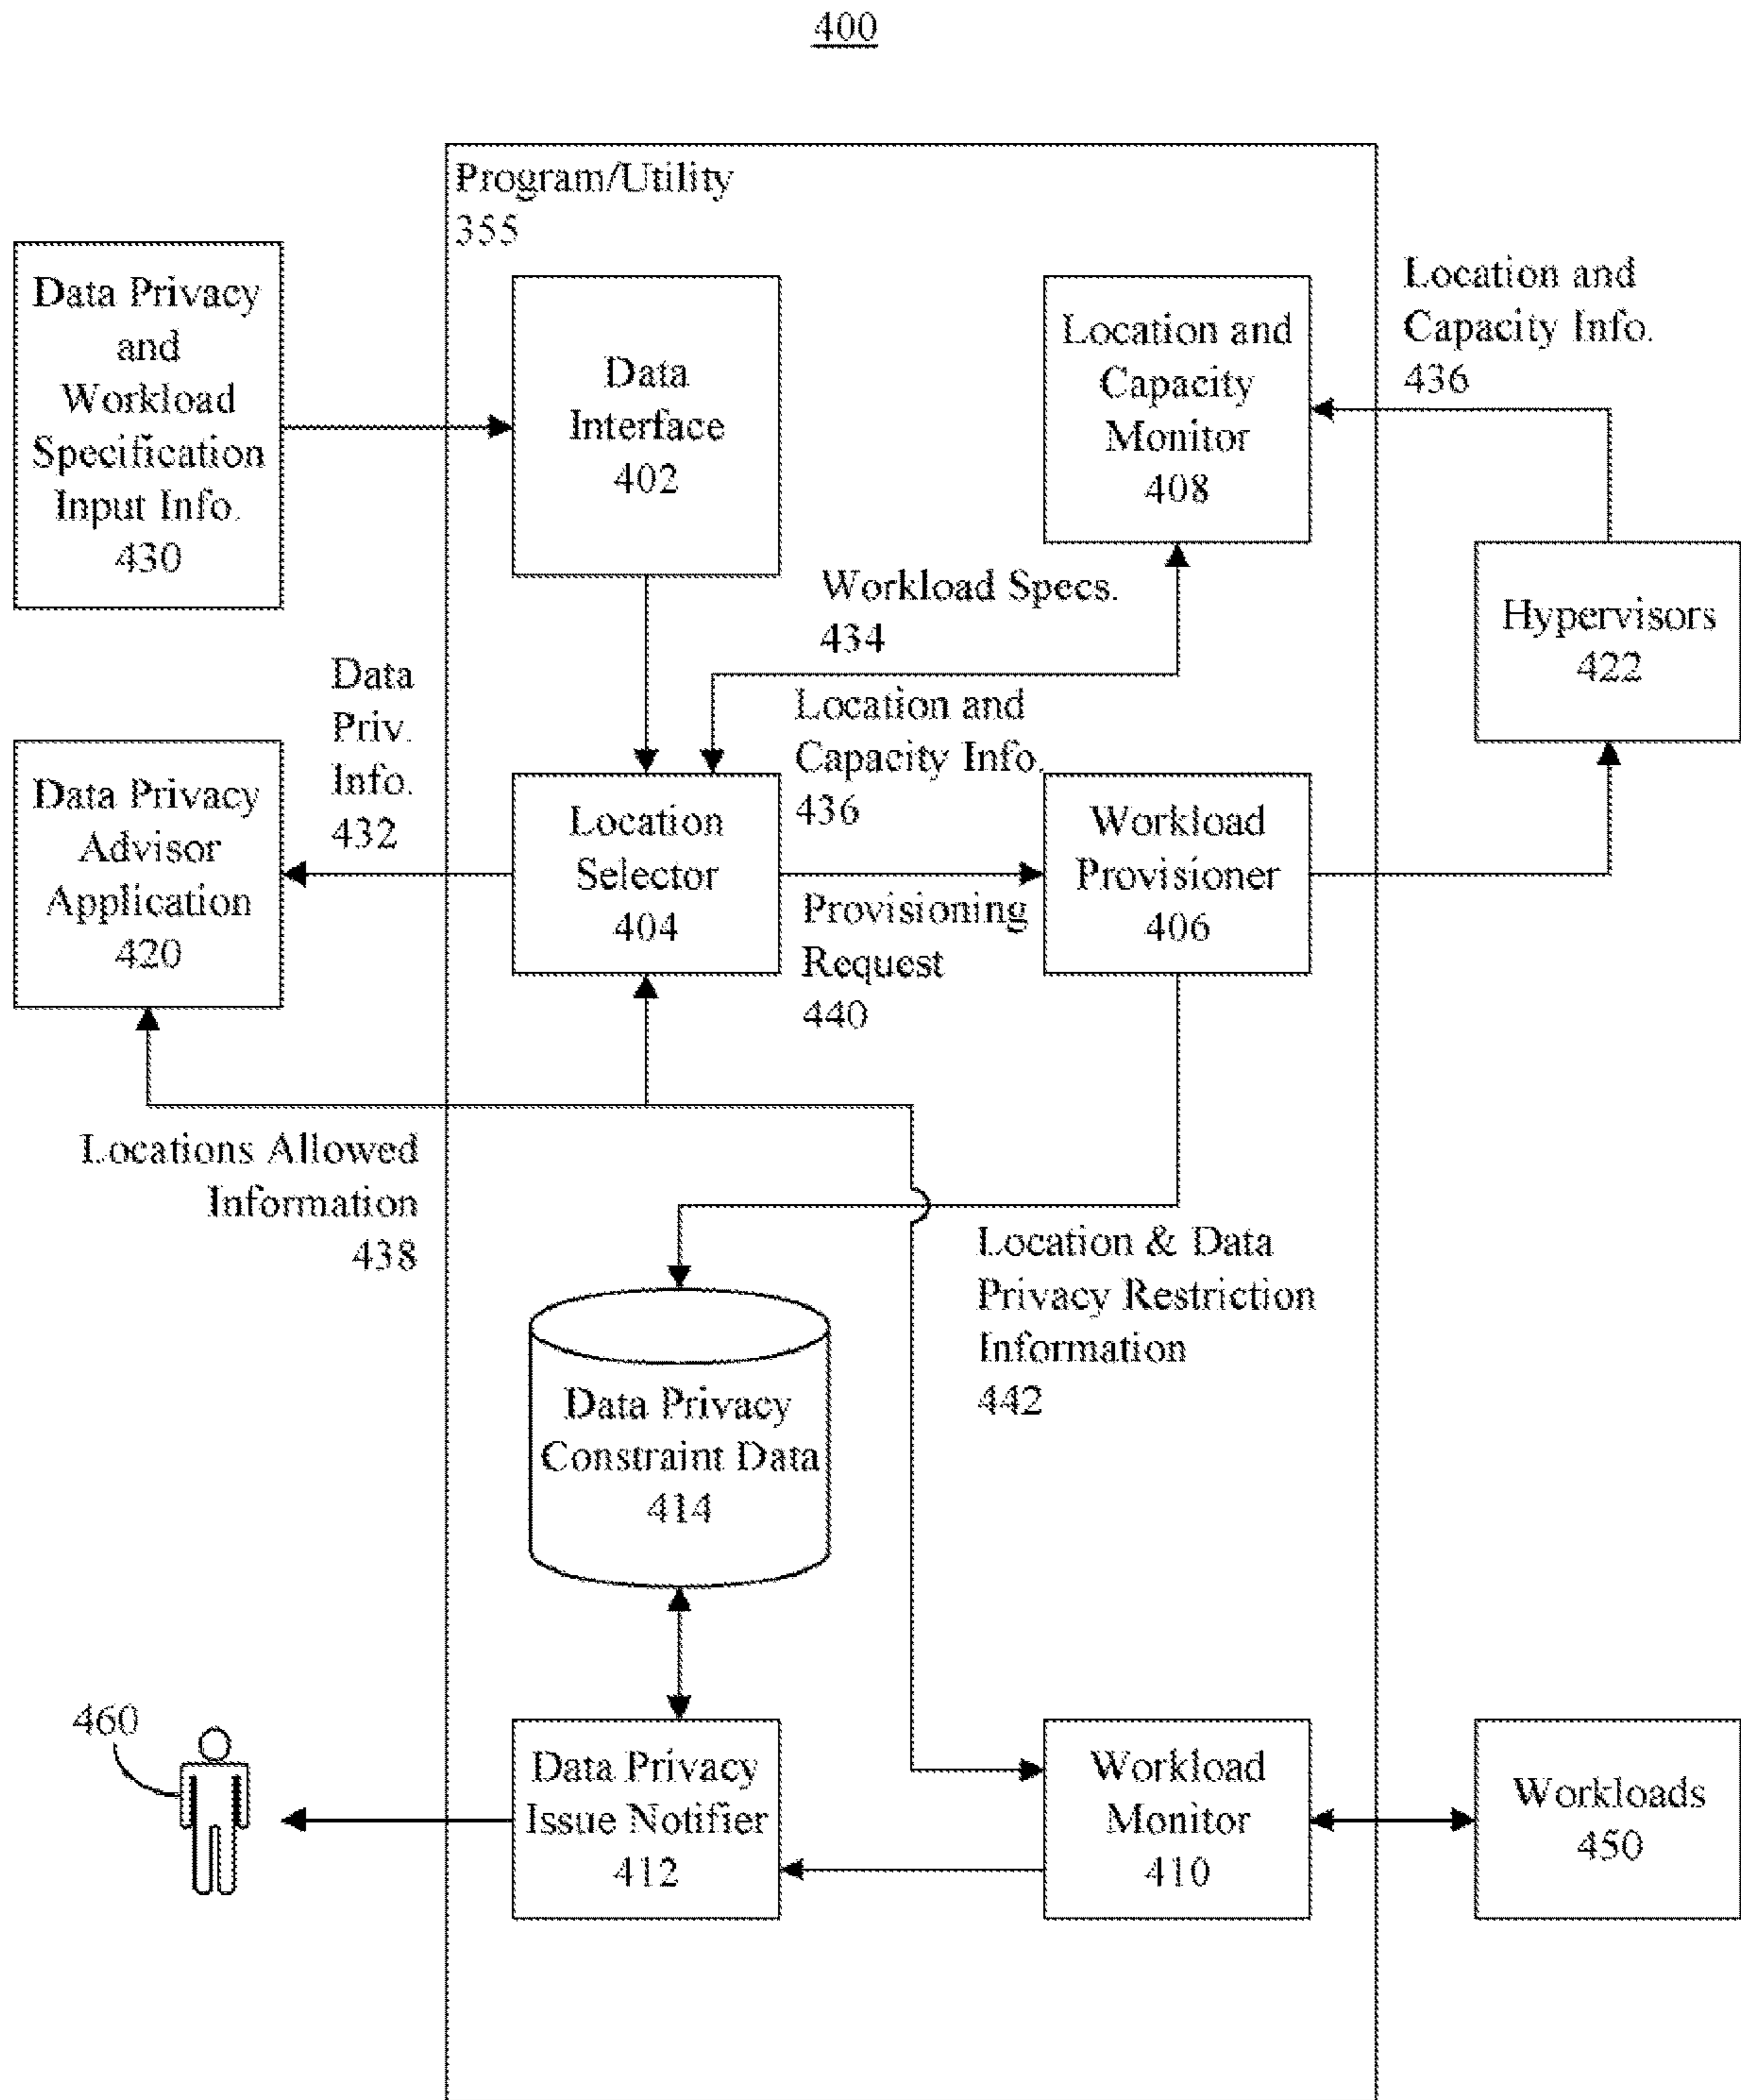 400
Program/Utility
355
Data Privacy
and
Workload
Specification
Input Info.
430
Data
Interface
402
Location and
Capacity
Monitor
408
Location and
Capacity Info.
436
Hypervisors
422
Workload Specs.
434
Data
Priv.
Info.
432
Location and
Capacity Info.
436
Data Privacy
Advisor
Application
420
Location
Selector
404
Workload
Provisioner
406
Provisioning
Request
440
Locations Allowed
Information
438
Location & Data
Privacy Restriction
Information
442
Data Privacy
Constraint Data
414
460
Data Privacy
Issue Notifier
412
Workload
Monitor
410
Workloads
450